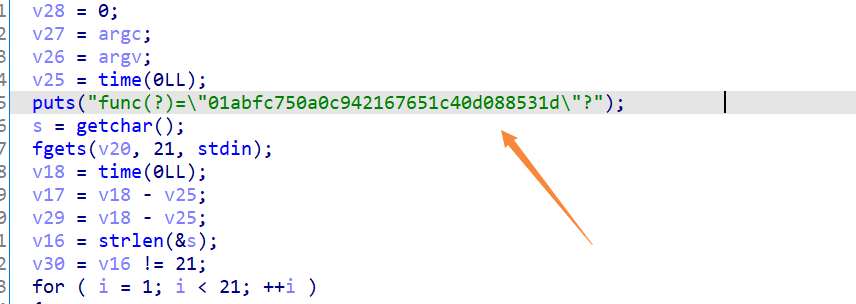 1 v28 = 0;
2 v27 = argc;
3 v26 = argv;
4 v25 = time(0LL);
5 puts("func(?)=\"01abfc750a0c942167651c40d088531d\"?");
6 s = getchar();
7 fgets(v20, 21, stdin);
8 v18 = time(0LL);
9 v17 = v18 - v25;
0 v29 = v18 - v25;
1 v16 = strlen(&s);
2 v30 = v16 != 21;
3 for ( i = 1; i < 21; ++i )